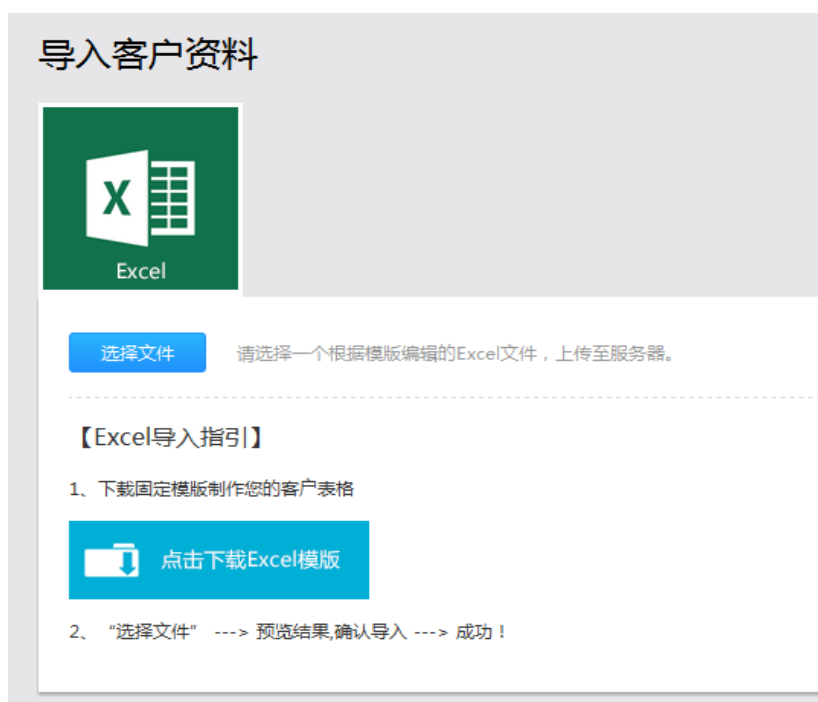 导入客户资料
X
Excel
选择文件 请选择一个根据模版编辑的Excel文件，上传至服务器。
【Excel导入指引】
1、下载固定模版制作您的客户表格
点击下载Excel模版
2、“选择文件” ---> 预览结果,确认导入 ---> 成功！